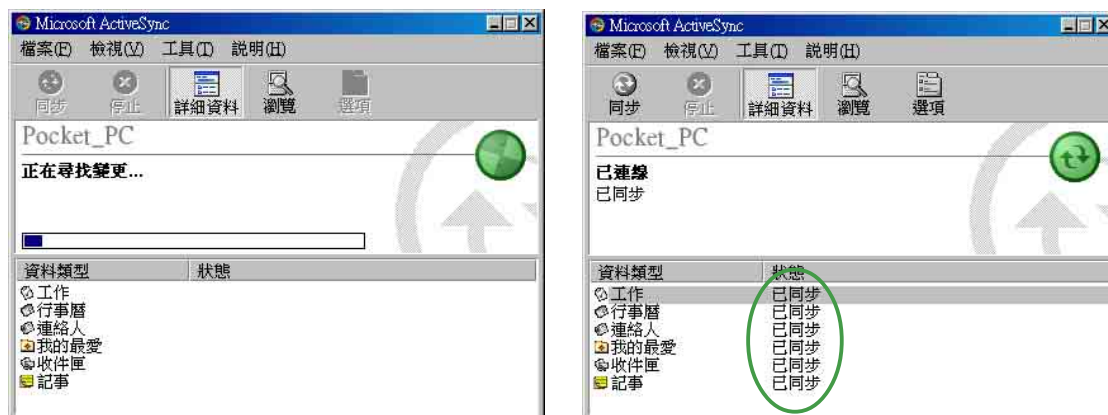 Microsoft ActiveSync
檔案(F) 檢視(V) 工具(T) 說明(H)
同步 停止 詳細資料 瀏覽 選項
Pocket_PC
正在尋找變更...
資料類型 狀態
工作
行事曆
連絡人
我的最愛
收件匣
記事
Microsoft ActiveSync
檔案(F) 檢視(V) 工具(T) 說明(H)
同步 停止 詳細資料 瀏覽 選項
Pocket_PC
已連線
已同步
資料類型 狀態
工作 已同步
行事曆 已同步
連絡人 已同步
我的最愛 已同步
收件匣 已同步
記事 已同步